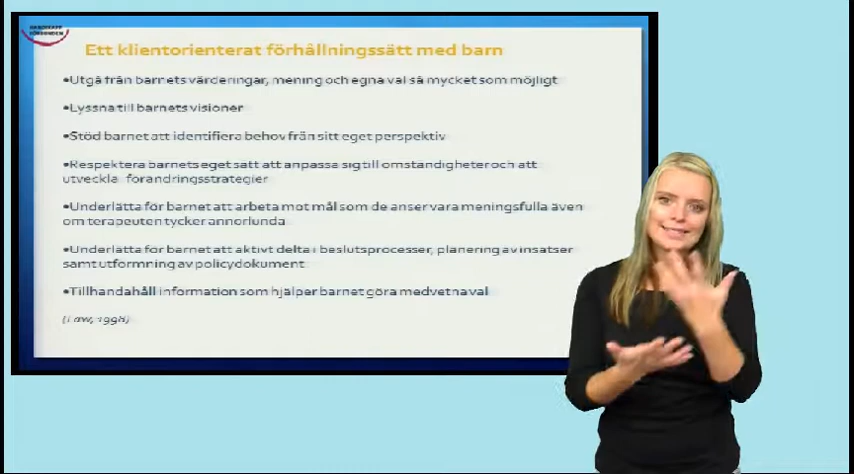 HANDIKAPP
FÖRBUNDEN
Ett klientorienterat förhållningssätt med barn
•Utgå från barnets värderingar, mening och egna val så mycket som möjligt
•Lyssna till barnets visioner
•Stöd barnet att identifiera behov från sitt eget perspektiv
•Respektera barnets eget sätt att anpassa sig till omständigheter och att
utveckla förändringsstrategier
•Underlätta för barnet att arbeta mot mål som de anser vara meningsfulla även
om terapeuten tycker annorlunda
•Underlätta för barnet att aktivt delta i beslutsprocesser, planering av insatser
samt utformning av policydokument
•Tillhandahåll information som hjälper barnet göra medvetna val
(Law, 1998)